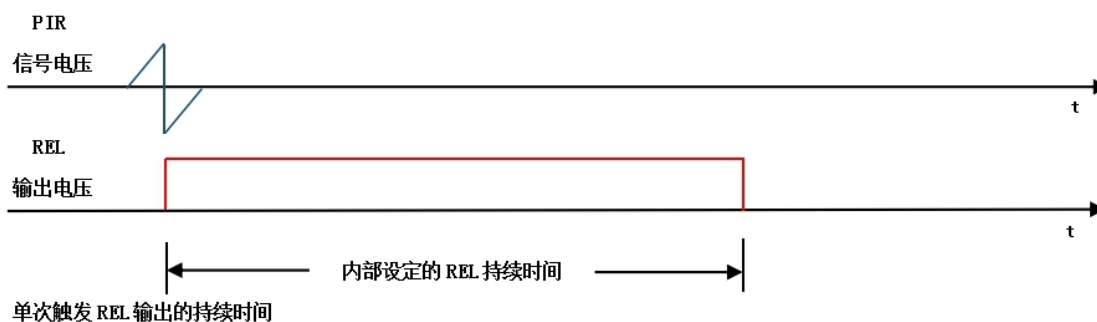 PIR
信号电压
t
REL
输出电压
t
内部设定的 REL 持续时间
单次触发 REL 输出的持续时间